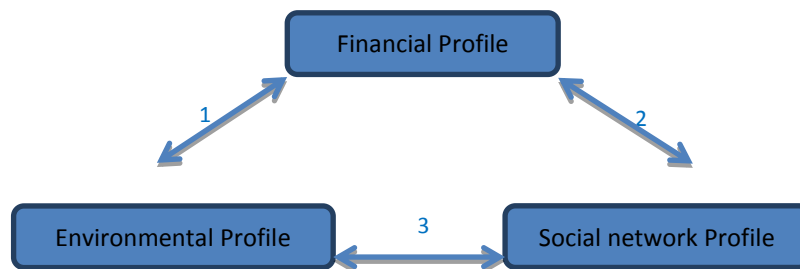 Financial Profile
1
2
3
Environmental Profile
Social network Profile